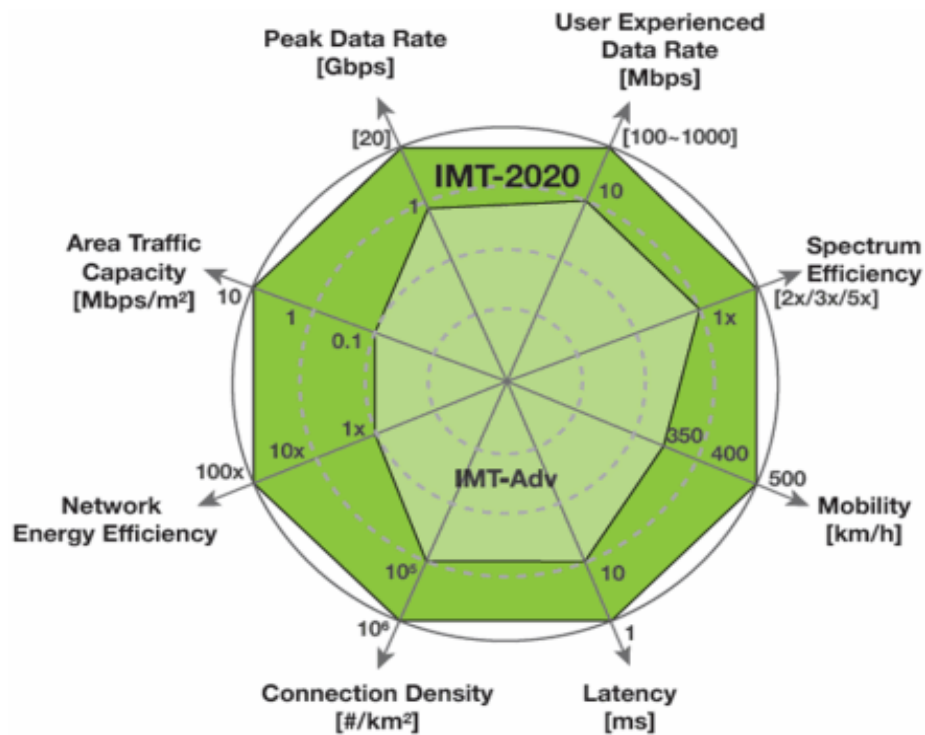 Peak Data Rate
[Gbps]
User Experienced
Data Rate
[Mbps]
[20]
[100~1000]
IMT-2020
1
10
Area Traffic
Capacity
[Mbps/m²]
Spectrum
Efficiency
[2x/3x/5x]
10
1
0.1
1x
1x
10x
100x
350
400
500
IMT-Adv
Network
Energy Efficiency
Mobility
[km/h]
10⁵
10
10⁶
1
Connection Density
[#/km²]
Latency
[ms]